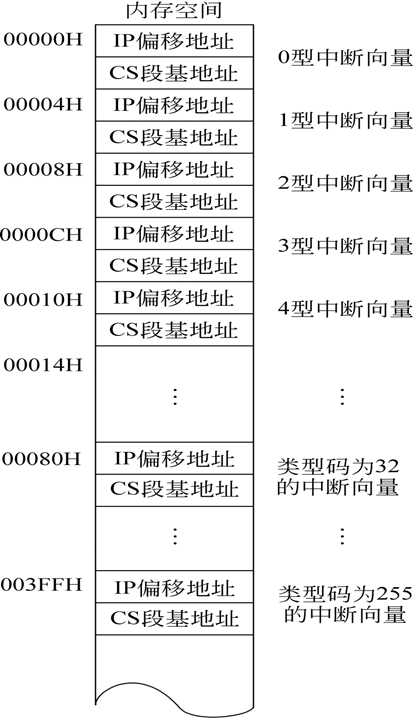 内存空间
00000H IP偏移地址
CS段基地址 0型中断向量
00004H IP偏移地址
CS段基地址 1型中断向量
00008H IP偏移地址
CS段基地址 2型中断向量
0000CH IP偏移地址
CS段基地址 3型中断向量
00010H IP偏移地址
CS段基地址 4型中断向量
00014H
⋮ ⋮
00080H IP偏移地址 类型码为32
CS段基地址 的中断向量
⋮ ⋮
003FFH IP偏移地址 类型码为255
CS段基地址 的中断向量